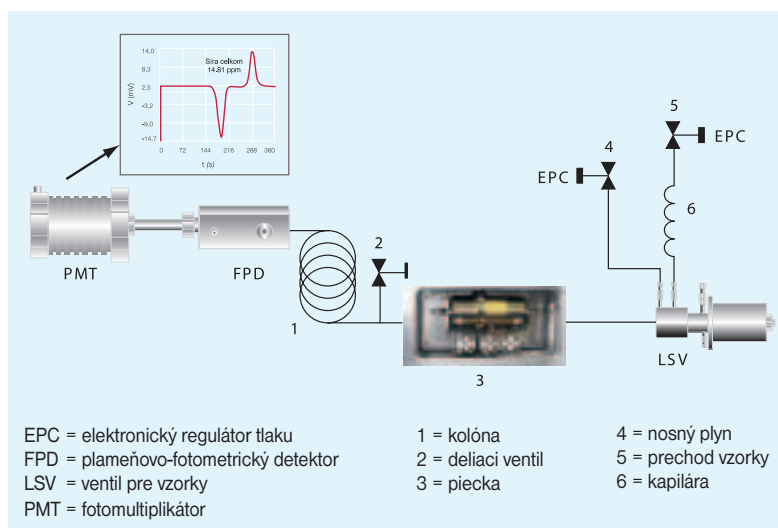 14,0
9,3
2,5
-3,2
-9,0
-14,7
V (mV)
Síra celkom
14.81 ppm
0 72 144 216 288 360
t (s)
PMT
FPD
1
2
3
EPC
4
5
EPC
6
LSV
EPC = elektronický regulátor tlaku
FPD = plameňovo-fotometrický detektor
LSV = ventil pre vzorky
PMT = fotomultiplikátor
1 = kolóna
2 = deliaci ventil
3 = piecka
4 = nosný plyn
5 = prechod vzorky
6 = kapilára